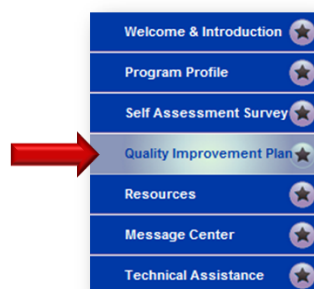 Welcome & Introduction
Program Profile
Self Assessment Survey
Quality Improvement Plan
Resources
Message Center
Technical Assistance